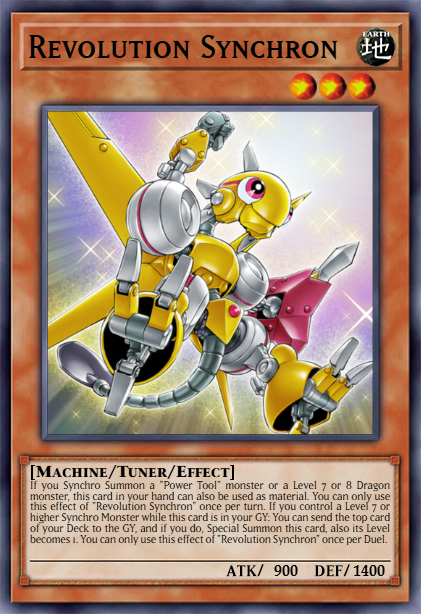 Revolution Synchron
EARTH
地
[Machine/Tuner/Effect]
If you Synchro Summon a "Power Tool" monster or a Level 7 or 8 Dragon
monster, this card in your hand can also be used as material. You can only use
this effect of "Revolution Synchron" once per turn. If you control a Level 7 or
higher Synchro Monster while this card is in your GY: You can send the top card
of your Deck to the GY, and if you do, Special Summon this card, also its Level
becomes 1. You can only use this effect of "Revolution Synchron" once per Duel.
ATK/ 900 DEF/1400